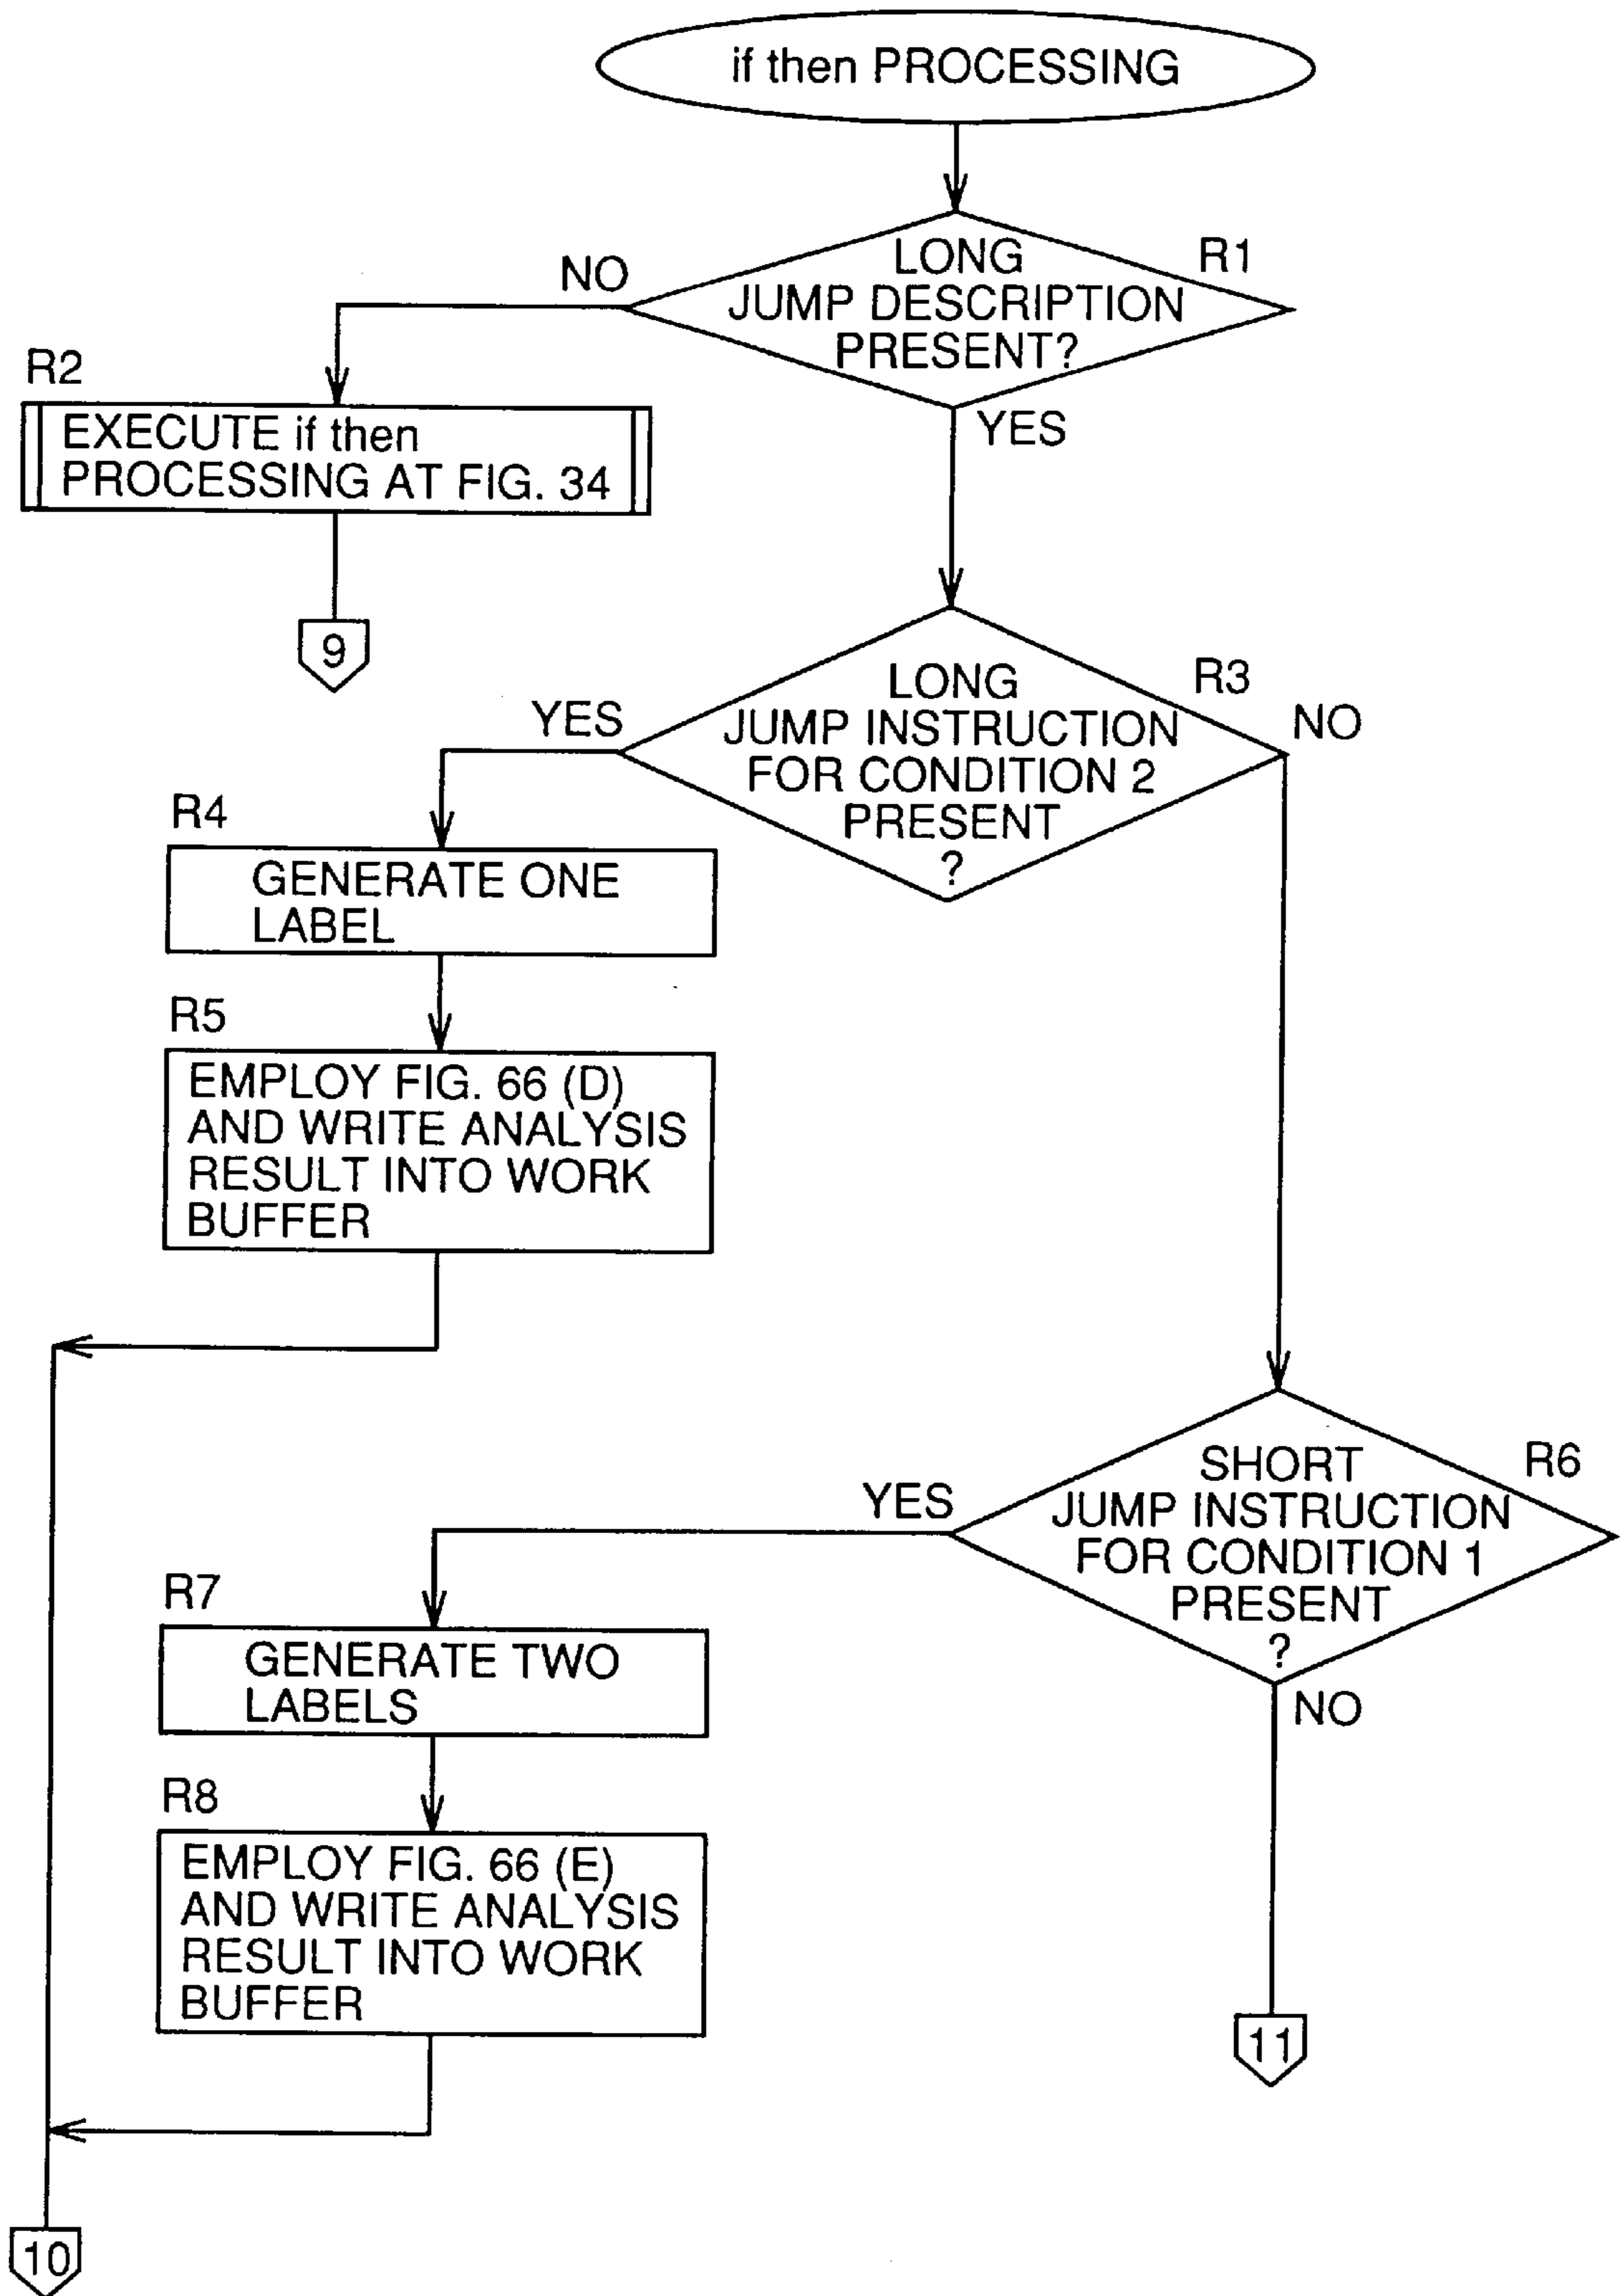 if then PROCESSING
LONG
JUMP DESCRIPTION
PRESENT?
R1
NO
YES
R2
EXECUTE if then
PROCESSING AT FIG. 34
9
LONG
JUMP INSTRUCTION
FOR CONDITION 2
PRESENT
?
R3
YES
NO
R4
GENERATE ONE
LABEL
R5
EMPLOY FIG. 66 (D)
AND WRITE ANALYSIS
RESULT INTO WORK
BUFFER
SHORT
JUMP INSTRUCTION
FOR CONDITION 1
PRESENT
?
R6
YES
NO
R7
GENERATE TWO
LABELS
R8
EMPLOY FIG. 66 (E)
AND WRITE ANALYSIS
RESULT INTO WORK
BUFFER
11
10